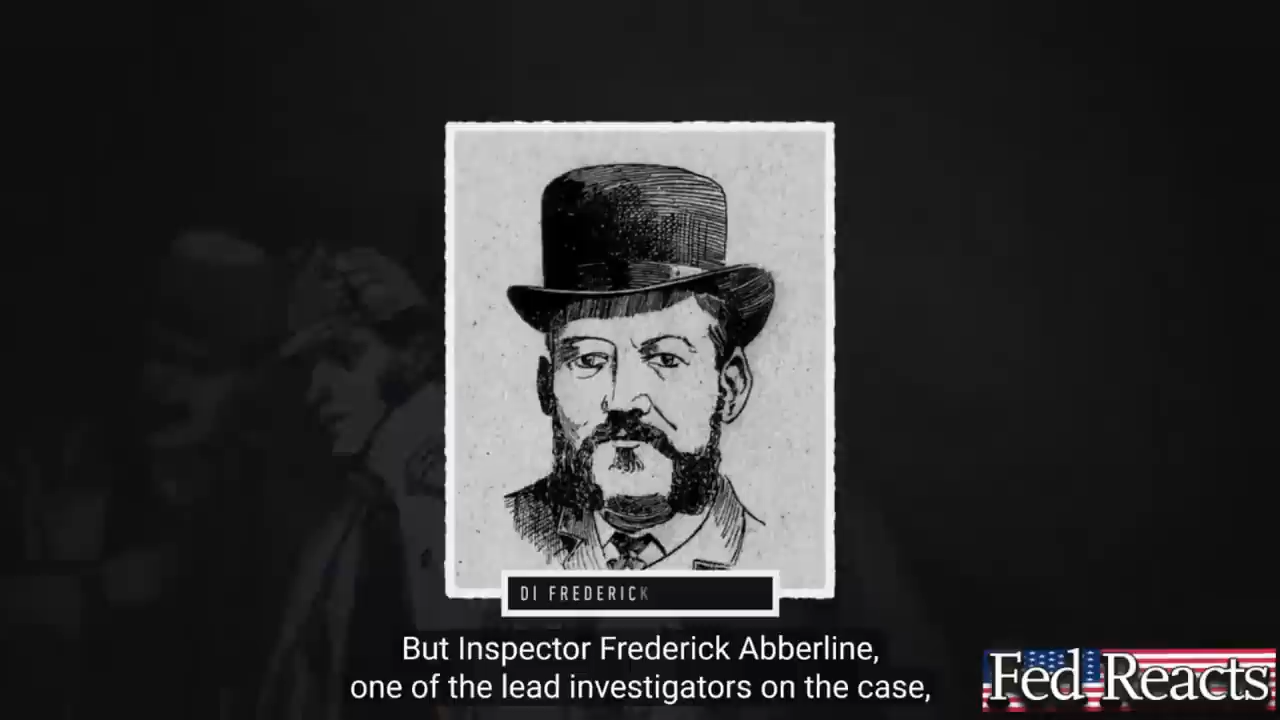 DI FREDERICK
But Inspector Frederick Abberline,
one of the lead investigators on the case,
Fed Reacts